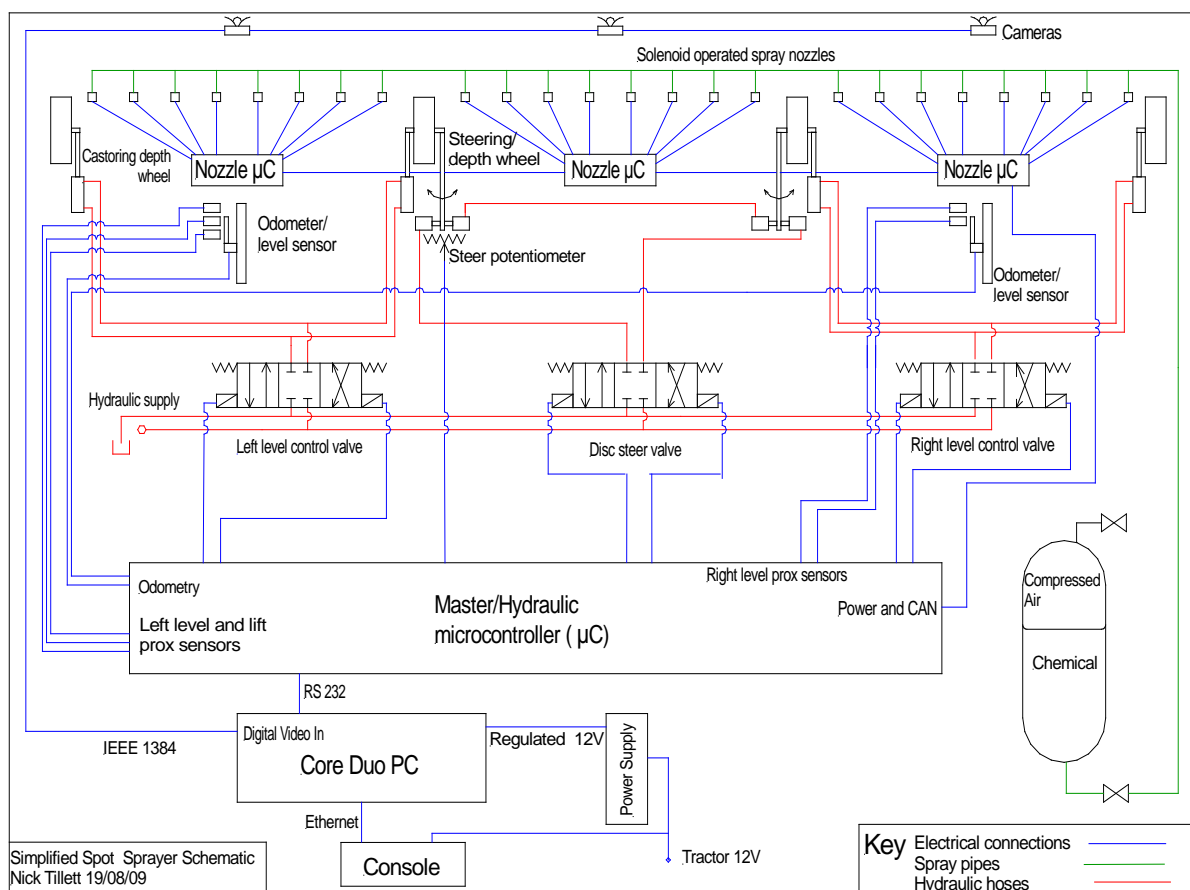 Cameras
Solenoid operated spray nozzles
Castoring depth
wheel
Nozzle µC
Steering/
depth wheel
Nozzle µC
Nozzle µC
Odometer/
level sensor
Steer potentiometer
Odometer/
level sensor
Hydraulic supply
Left level control valve
Disc steer valve
Right level control valve
Odometry
Left level and lift
prox sensors
Master/Hydraulic
microcontroller ( µC)
Right level prox sensors
Power and CAN
Compressed
Air
Chemical
RS 232
IEEE 1384
Digital Video In
Core Duo PC
Regulated 12V
Power Supply
Ethernet
Console
Tractor 12V
Simplified Spot Sprayer Schematic
Nick Tillett 19/08/09
Key
Electrical connections
Spray pipes
Hydraulic hoses